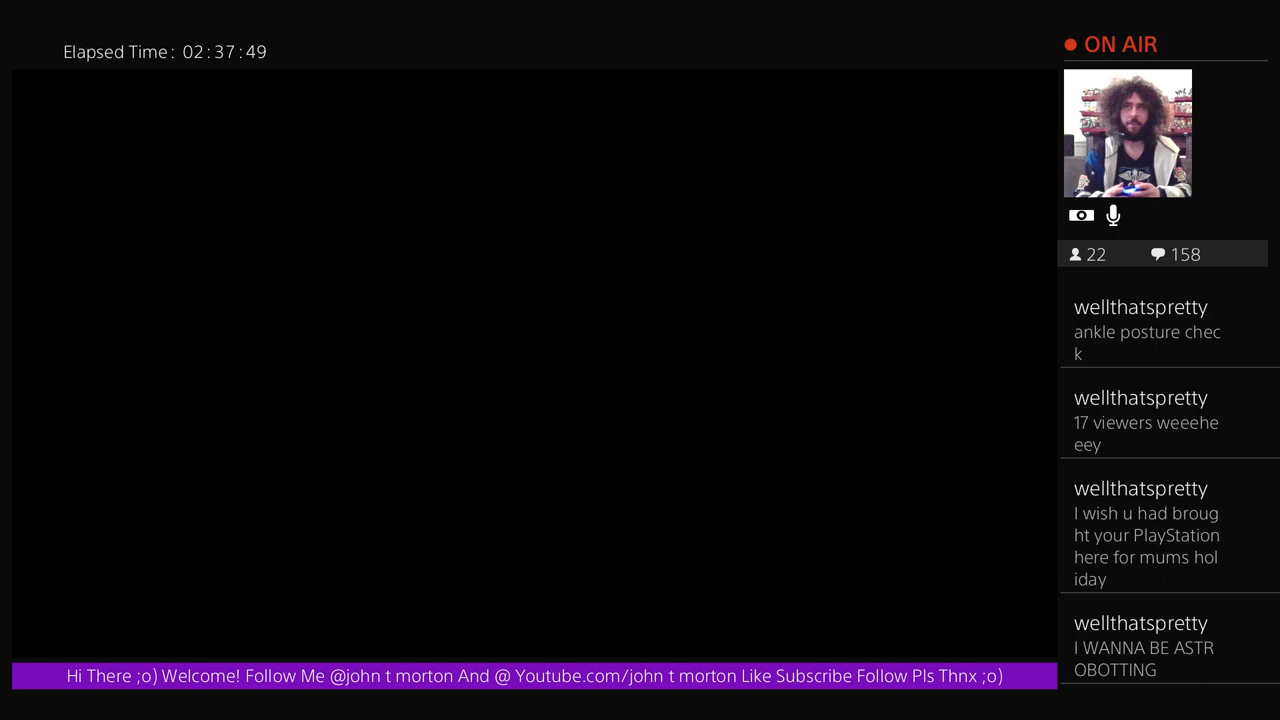 Elapsed Time: 02:37:49
ON AIR
22 158
wellthatspretty
ankle posture chec
k
wellthatspretty
17 viewers weeehe
eey
wellthatspretty
I wish u had broug
ht your PlayStation
here for mums hol
iday
wellthatspretty
I WANNA BE ASTR
OBOTTING
Hi There ;o) Welcome! Follow Me @john t morton And @ Youtube.com/john t morton Like Subscribe Follow Pls Thnx ;o)